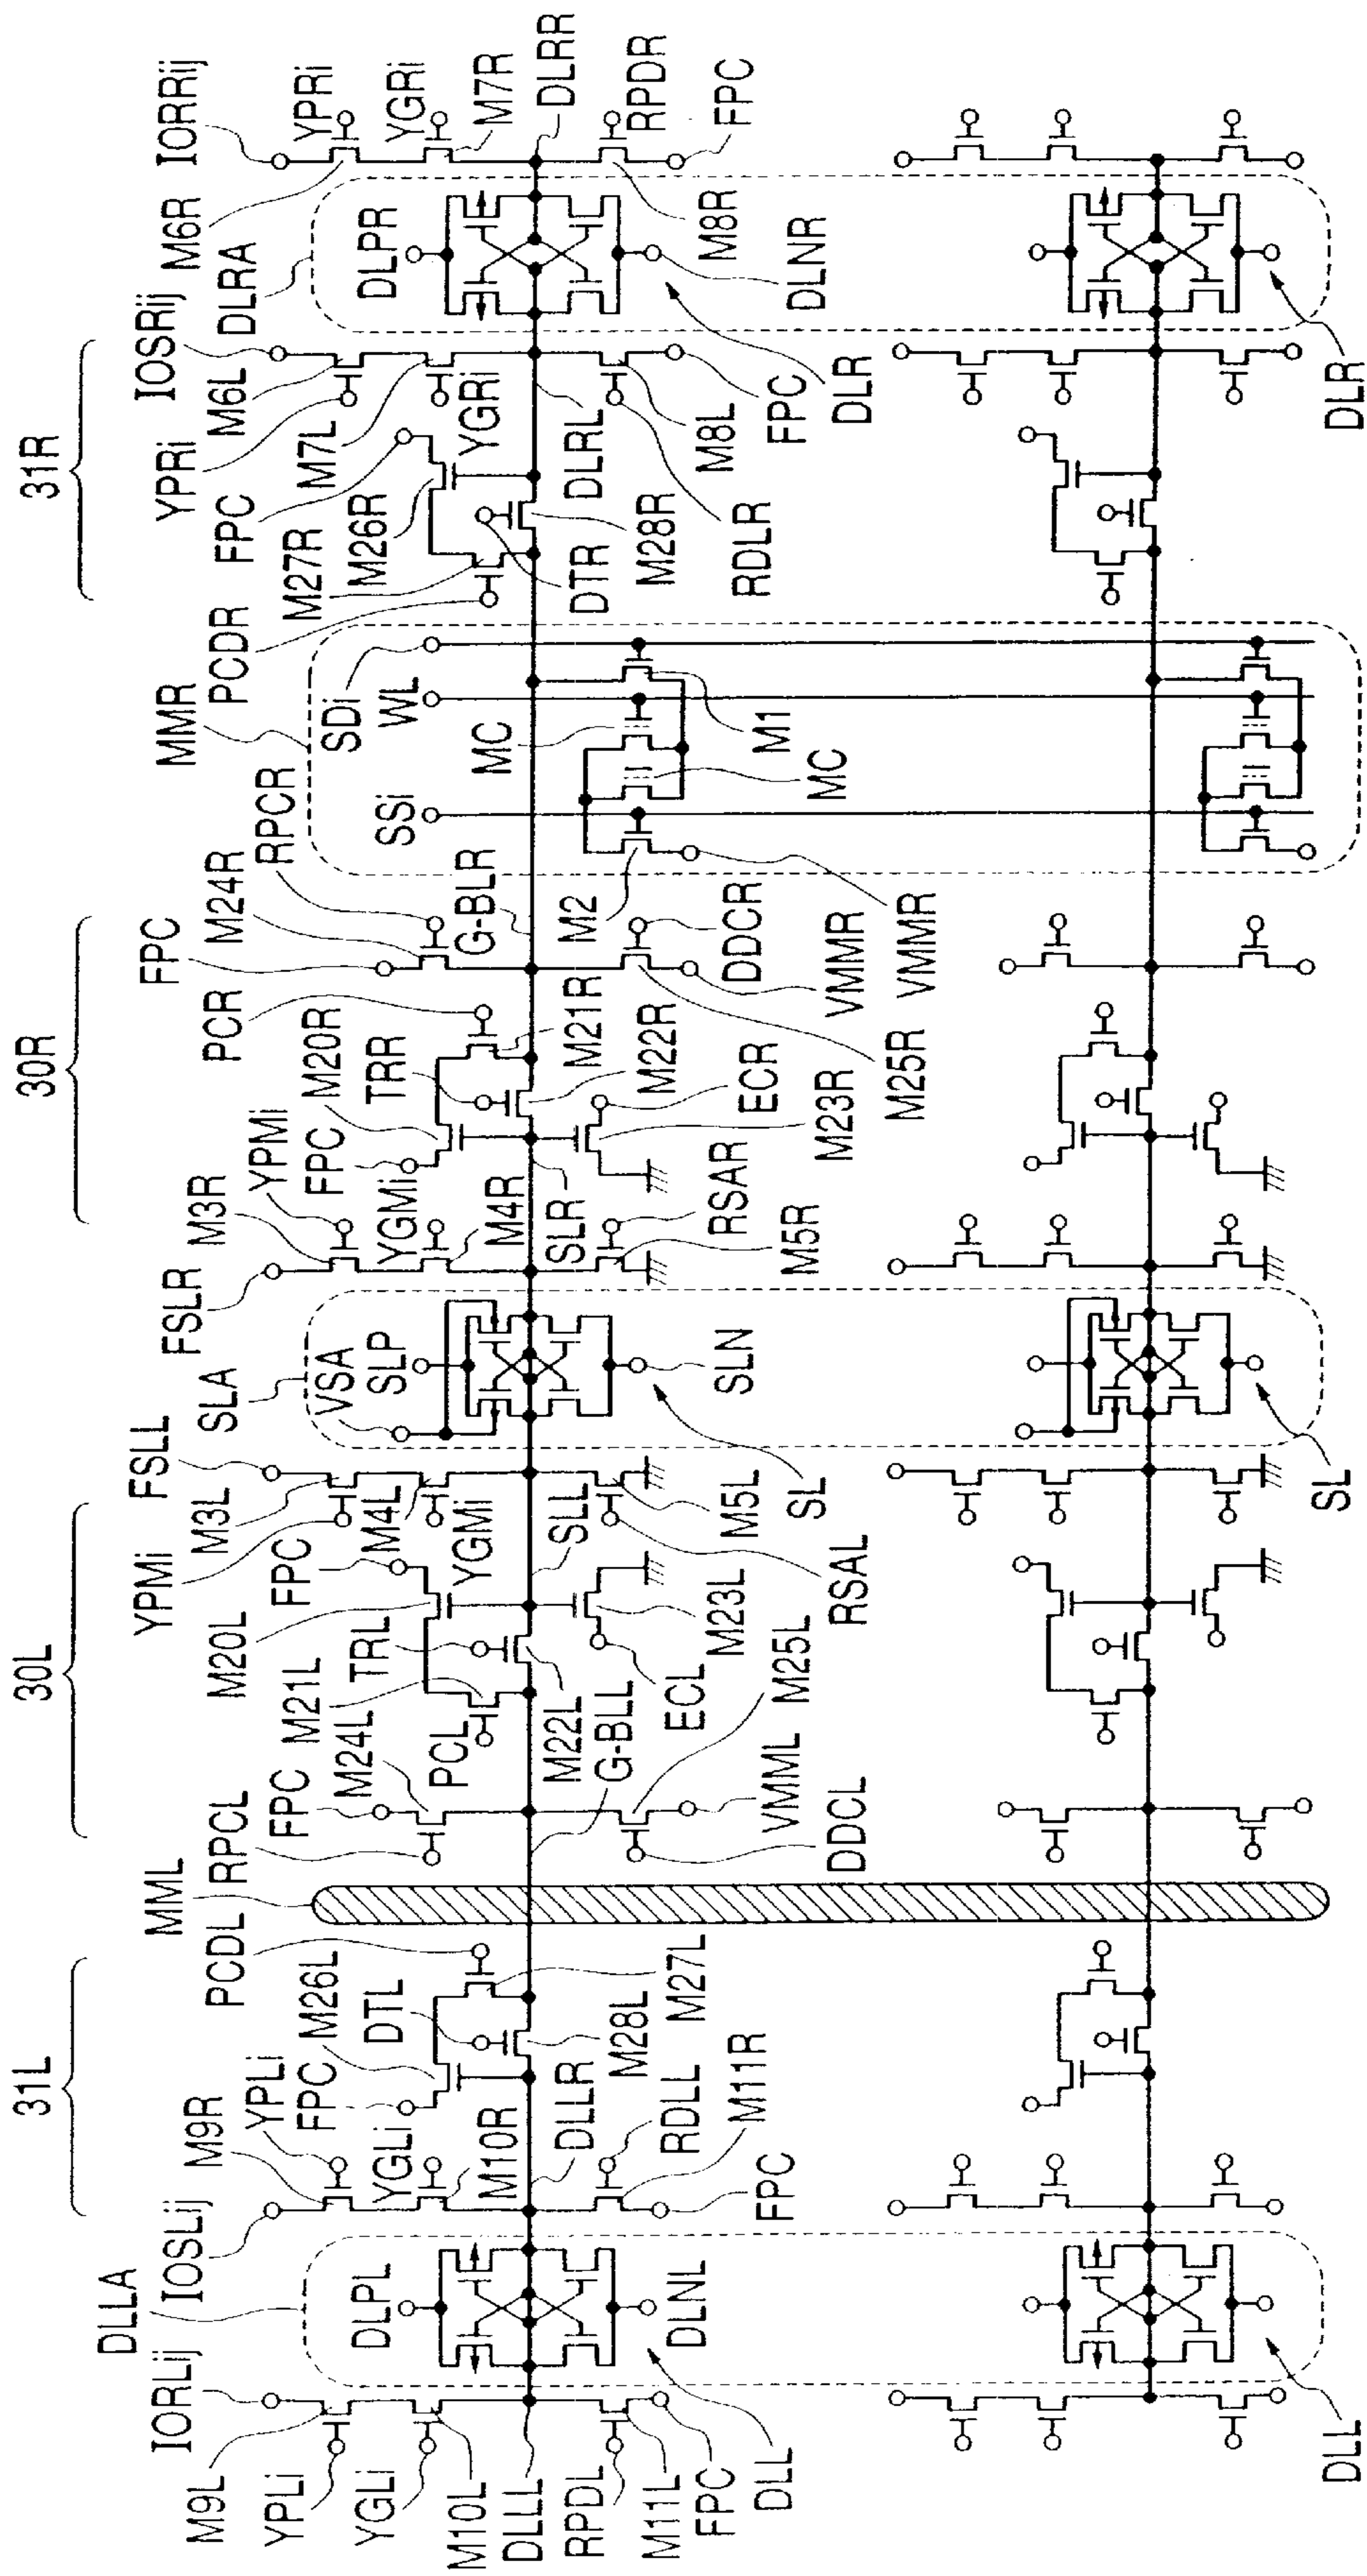 31L
30L
30R
31R
IORLij
M9L
YPLi
YGLi
M10L
DLLL
RPDL
M11L
FPC
DLL
DLLA
DLPL
DLNL
IOSLij
M9R
YPLi
YGLi
M10R
DLLR
RDLL
M11R
FPC
FPC
M26L
DTL
M28L
M27L
PCDL
MML
RPCL
FPC
M24L
M21L
PCL
M22L
G-BLL
VMML
DDCL
M25L
ECL
M23L
TRL
M20L
FPC
YPMi
M3L
FSLL
M4L
YGMi
SLL
M5L
RSAL
SL
SLA
VSA
SLP
SLN
FSLR
M3R
YPMi
YGMi
M4R
SLR
RSAR
M5R
FPC
M20R
TRR
PCR
M21R
M22R
ECR
M23R
M25R
FPC
M24R
RPCR
G-BLR
DDCR
VMMR
VMMR
M2
SSi
MC
MC
WL
SDi
M1
MMR
PCDR
M27R
FPC
M26R
DTR
M28R
RDLR
DLRL
YPRi
M6L
M7L
YGRi
IOSRij
M8L
FPC
DLR
DLRA
DLPR
DLNR
M6R
IORRij
YPRi
YGRi
M7R
DLRR
RPDR
M8R
FPC
DLL
SL
DLR